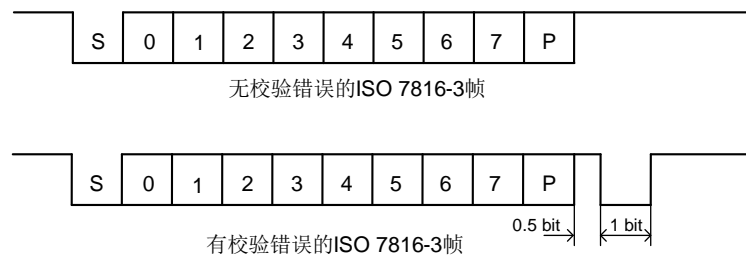 S 0 1 2 3 4 5 6 7 P
无校验错误的ISO 7816-3帧
S 0 1 2 3 4 5 6 7 P
0.5 bit 1 bit
有校验错误的ISO 7816-3帧